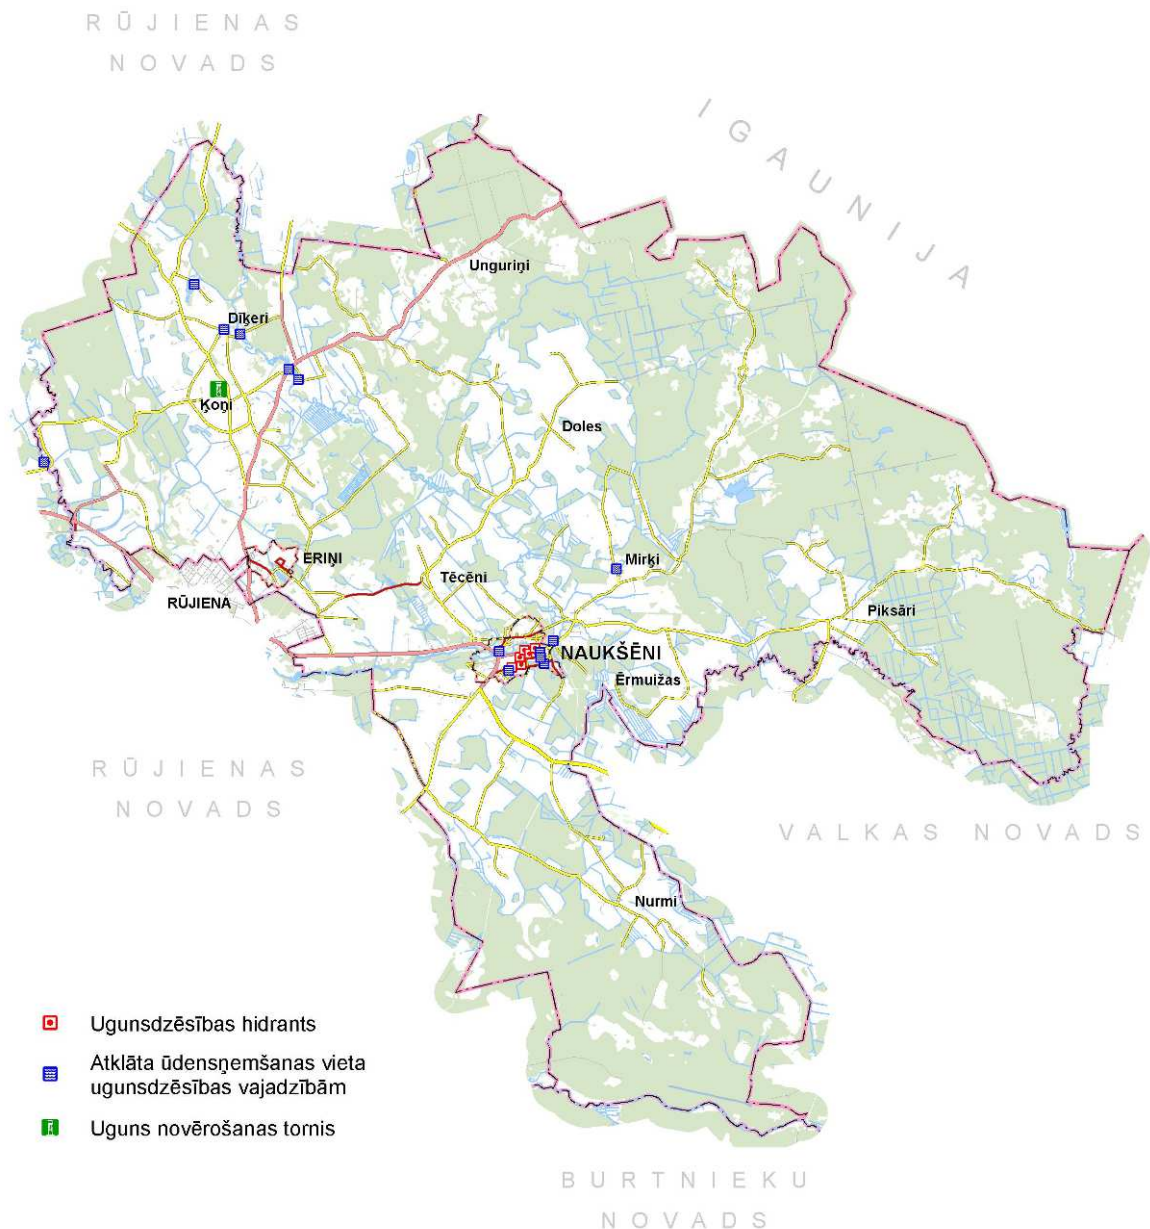 RŪJIENAS
NOVADS
IGAUNIJA
Unguriņi
Dīķeri
Ķoņi
Doles
ERIŅI
Mirķi
Tēcēni
RŪJIENA
Piksāri
NAUKŠĒNI
Ērmuižas
RŪJIENAS
NOVADS
VALKAS NOVADS
Nurmi
Ugunsdzēsības hidrants
Atklāta ūdensņemšanas vieta
ugunsdzēsības vajadzībām
Uguns novērošanas tornis
BURTNIEKU
NOVADS